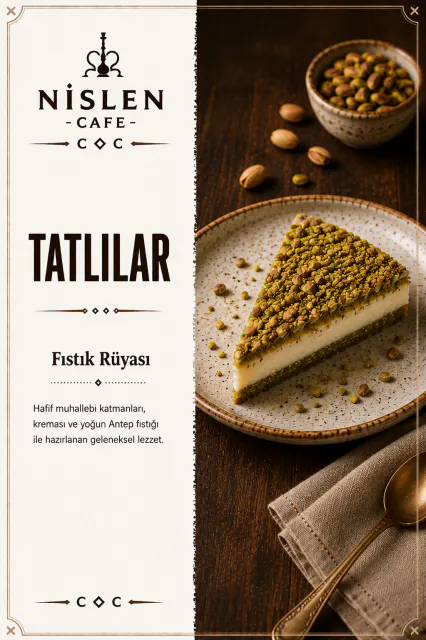 NİSLEN
-CAFE-
C◇C
TATLILAR
Fıstık Rüyası
Hafif muhallebi katmanları,
kreması ve yoğun Antep fıstığı
ile hazırlanan geleneksel lezzet.
C◇C